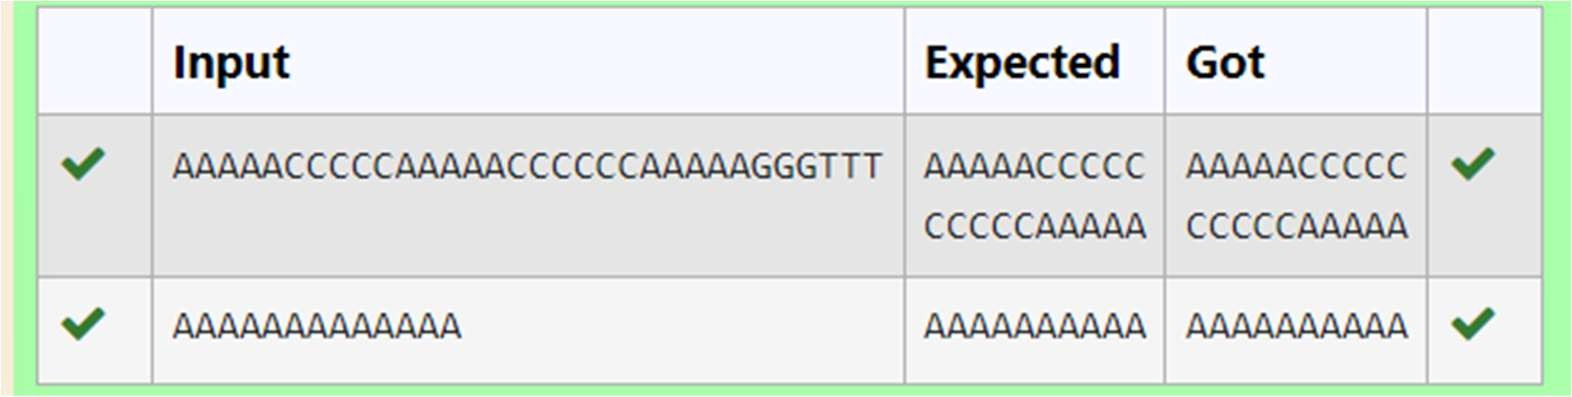 Input Expected Got
AAAAACCCCCAAAAACCCCCCAAAAAGGGTTT AAAAACCCCC AAAAACCCCC
CCCCCAAAAA CCCCCAAAAA
AAAAAAAAAAAAA AAAAAAAAAA AAAAAAAAAA